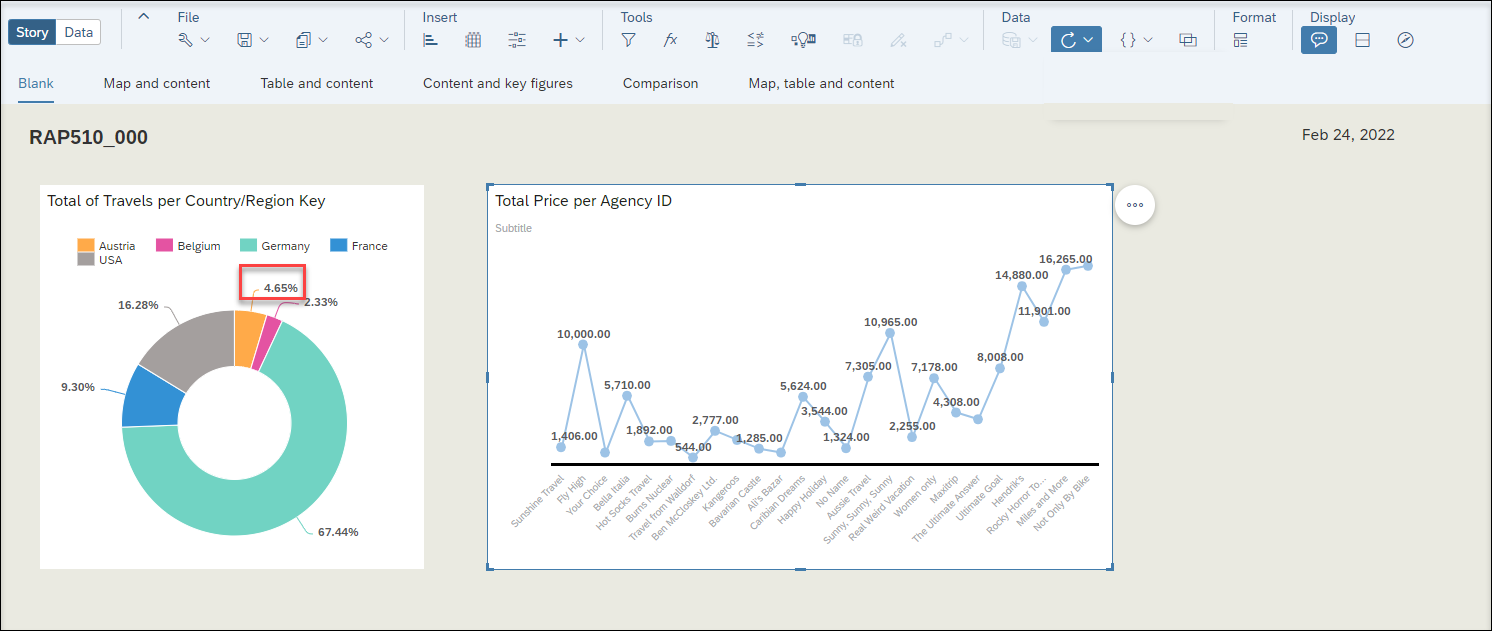 File Insert Tools Data Format Display
Story Data
{ }
Blank Map and content Table and content Content and key figures Comparison Map, table and content
RAP510_000
Feb 24, 2022
Total of Travels per Country/Region Key
Austria Belgium Germany France
USA
4.65%
2.33%
16.28%
9.30%
67.44%
Total Price per Agency ID
Subtitle
1,406.00
10,000.00
5,710.00
1,892.00
544.00
2,777.00
1,285.00
5,624.00
3,544.00
1,324.00
7,305.00
10,965.00
2,255.00
7,178.00
4,308.00
8,008.00
14,880.00
11,901.00
16,265.00
Sunshine Travel
Fly High
Your Choice
Bella Italia
Hot Socks Travel
Burns Nuclear
Travel from Walldorf
Ben McCloskey Ltd.
Kangeroos
Bavarian Castle
Ali's Bazar
Caribian Dreams
Happy Holiday
No Name
Aussie Travel
Sunny, Sunny, Sunny
Real Weird Vacation
Women only
Maxitrip
The Ultimate Answer
Ultimate Goal
Hendrik's
Rocky Horror To...
Miles and More
Not Only By Bike